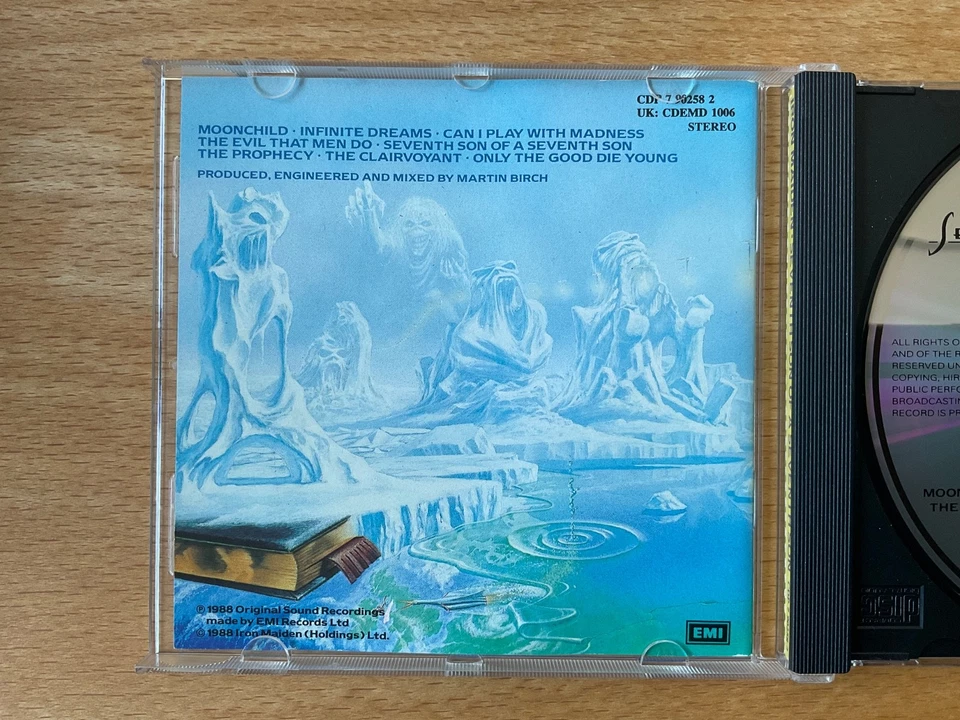 CDP 7 90258 2
UK: CDEMD 1006
STEREO
MOONCHILD · INFINITE DREAMS · CAN I PLAY WITH MADNESS
THE EVIL THAT MEN DO · SEVENTH SON OF A SEVENTH SON
THE PROPHECY · THE CLAIRVOYANT · ONLY THE GOOD DIE YOUNG
PRODUCED, ENGINEERED AND MIXED BY MARTIN BIRCH
℗ 1988 Original Sound Recordings
made by EMI Records Ltd
© 1988 Iron Maiden (Holdings) Ltd.
EMI
ALL RIGHTS O
AND OF THE R
RESERVED UN
COPYING, HIR
PUBLIC PERFO
BROADCASTIN
RECORD IS PR
MOON
THE